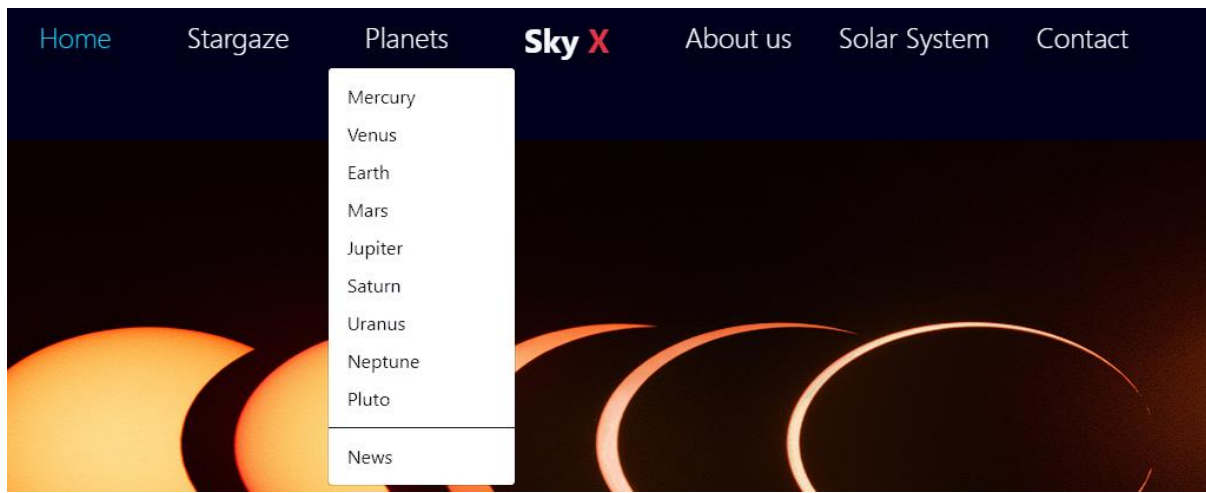 Home Stargaze Planets Sky X About us Solar System Contact
Mercury
Venus
Earth
Mars
Jupiter
Saturn
Uranus
Neptune
Pluto
News